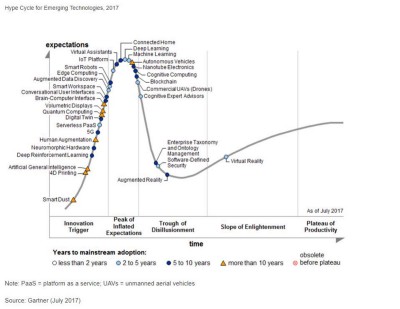 Hype Cycle for Emerging Technologies, 2017
expectations
Connected Home
Virtual Assistants
Deep Learning
IoT Platform
Machine Learning
Smart Robots
Autonomous Vehicles
Edge Computing
Nanotube Electronics
Augmented Data Discovery
Cognitive Computing
Smart Workspace
Blockchain
Conversational User Interfaces
Commercial UAVs (Drones)
Brain-Computer Interface
Cognitive Expert Advisors
Volumetric Displays
Quantum Computing
Digital Twin
Serverless PaaS
5G
Human Augmentation
Neuromorphic Hardware
Deep Reinforcement Learning
Artificial General Intelligence
4D Printing
Smart Dust
Enterprise Taxonomy
and Ontology
Management
Software-Defined
Security
Augmented Reality
Virtual Reality
As of July 2017
Innovation
Trigger
Peak of
Inflated
Expectations
Trough of
Disillusionment
Slope of Enlightenment
Plateau of
Productivity
time
Years to mainstream adoption:
less than 2 years
2 to 5 years
5 to 10 years
more than 10 years
obsolete
before plateau
Note: PaaS = platform as a service; UAVs = unmanned aerial vehicles.
Source: Gartner (July 2017)